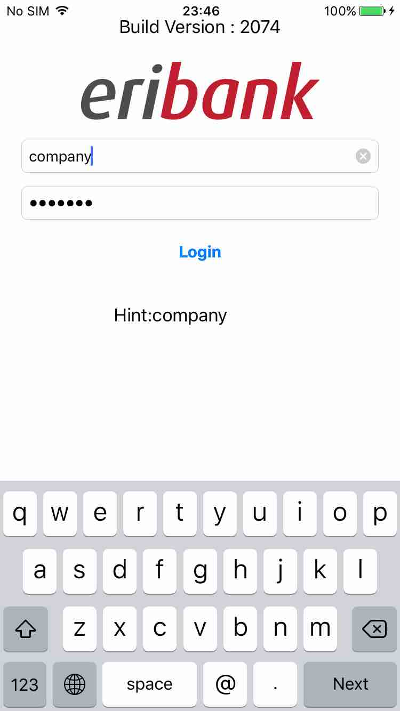 No SIM 23:46 100%
Build Version : 2074
eribank
company
•••••••
Login
Hint:company
q w e r t y u i o p
a s d f g h j k l
z x c v b n m
123 space @ . Next